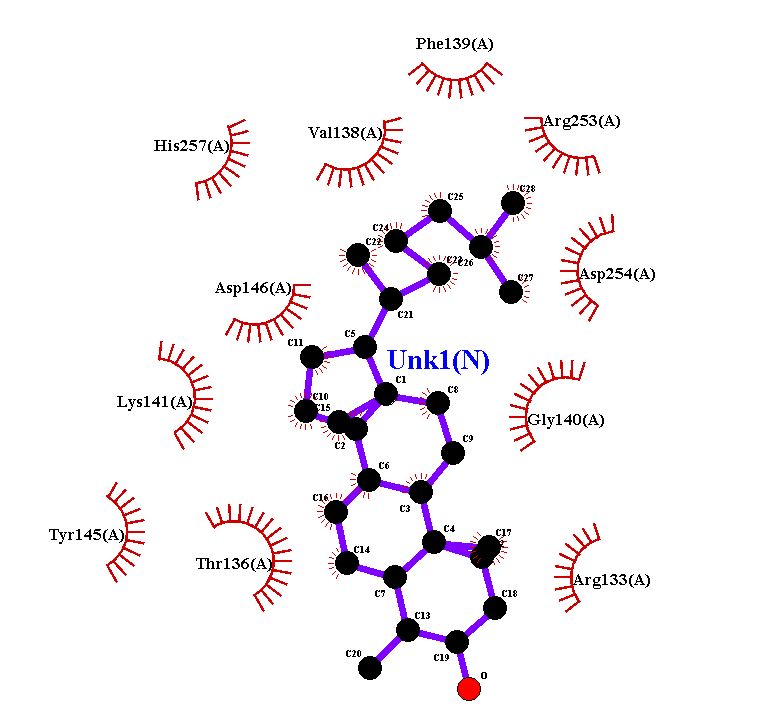 Phe139(A)
Arg253(A)
Val138(A)
His257(A)
C28
C25
C24
C22
C23
C26
Asp254(A)
C27
Asp146(A)
C21
C5
C11
Unk1(N)
C1
C10
C8
Lys141(A)
C15
Gly140(A)
C2
C9
C6
C16
C3
C4
C17
Tyr145(A)
Thr136(A)
C14
C7
Arg133(A)
C18
C13
C20
C19
O